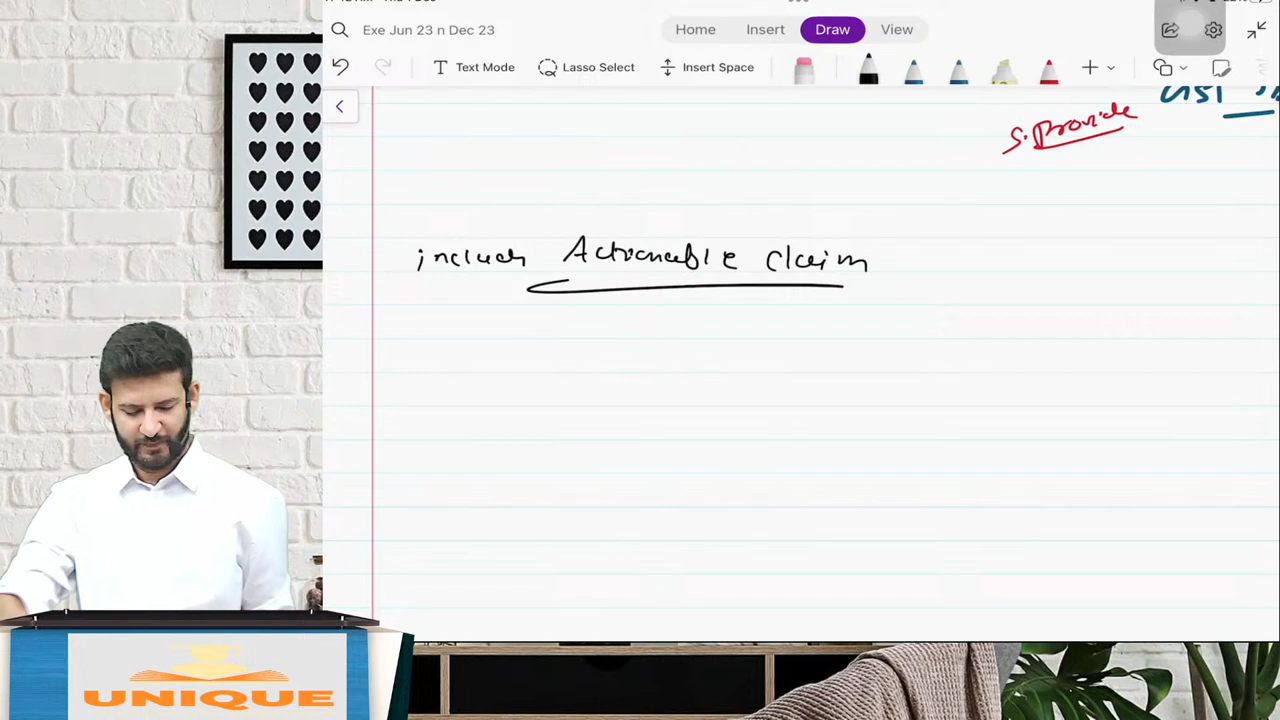 Exe Jun 23 n Dec 23
Home Insert Draw View
Text Mode Lasso Select Insert Space
S. Provide
includes Actionable Claim
UNIQUE